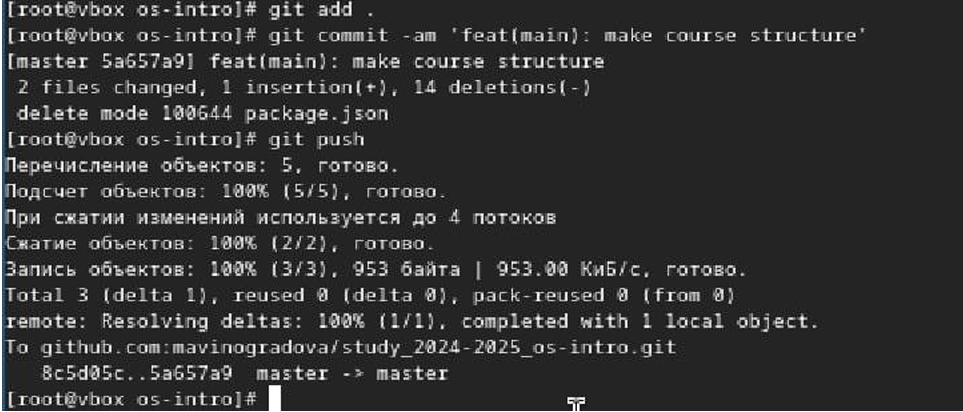 [root@vbox os-intro]# git add .
[root@vbox os-intro]# git commit -am 'feat(main): make course structure'
[master 5a657a9] feat(main): make course structure
 2 files changed, 1 insertion(+), 14 deletions(-)
 delete mode 100644 package.json
[root@vbox os-intro]# git push
Перечисление объектов: 5, готово.
Подсчет объектов: 100% (5/5), готово.
При сжатии изменений используется до 4 потоков
Сжатие объектов: 100% (2/2), готово.
Запись объектов: 100% (3/3), 953 байта | 953.00 КиБ/с, готово.
Total 3 (delta 1), reused 0 (delta 0), pack-reused 0 (from 0)
remote: Resolving deltas: 100% (1/1), completed with 1 local object.
To github.com:mavinogradova/study_2024-2025_os-intro.git
   8c5d05c..5a657a9  master -> master
[root@vbox os-intro]#